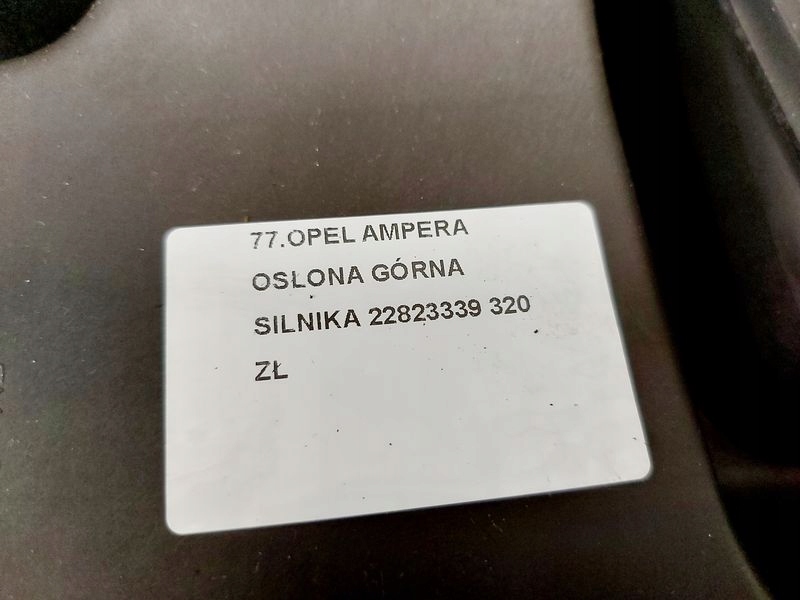 77.OPEL AMPERA
OSŁONA GÓRNA
SILNIKA 22823339 320
ZŁ